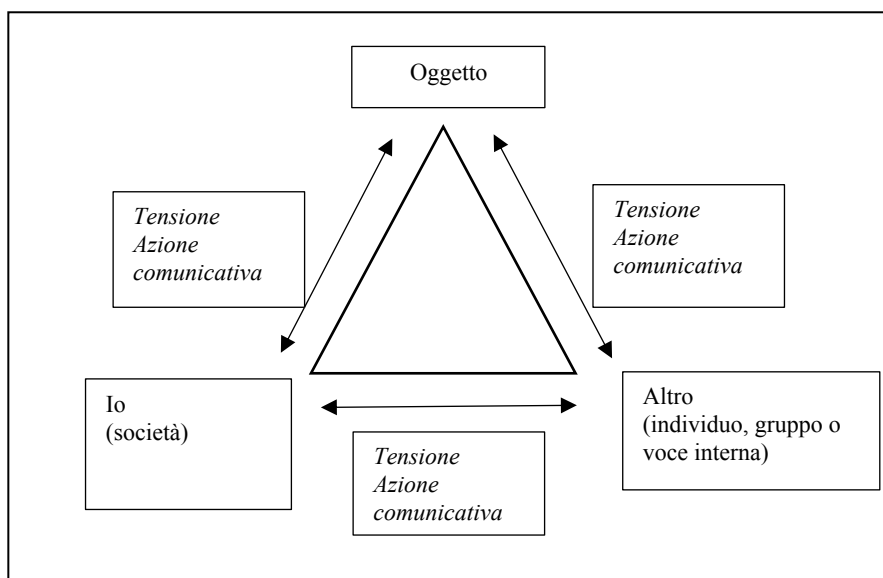 Oggetto
Tensione
Azione
comunicativa
Tensione
Azione
comunicativa
Io
(società)
Altro
(individuo, gruppo o
voce interna)
Tensione
Azione
comunicativa